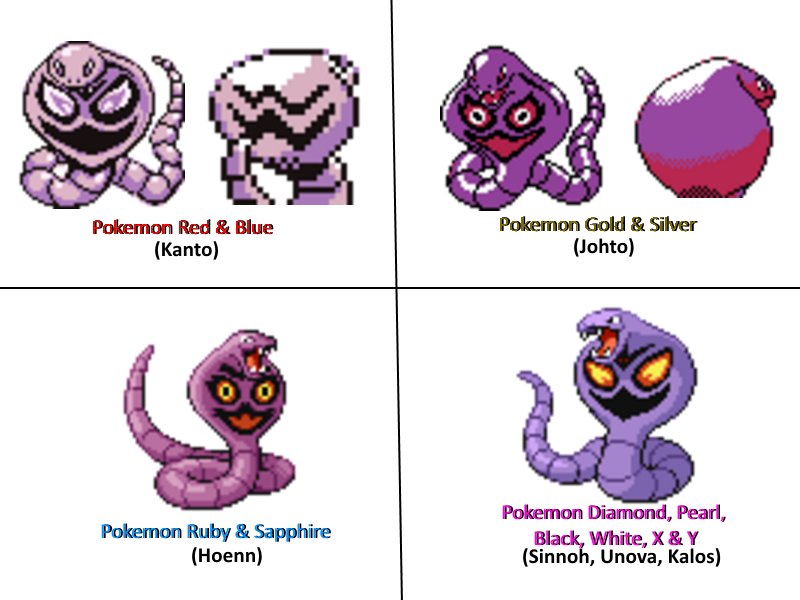 Pokemon Red & Blue
(Kanto)
Pokemon Gold & Silver
(Johto)
Pokemon Ruby & Sapphire
(Hoenn)
Pokemon Diamond, Pearl,
Black, White, X & Y
(Sinnoh, Unova, Kalos)